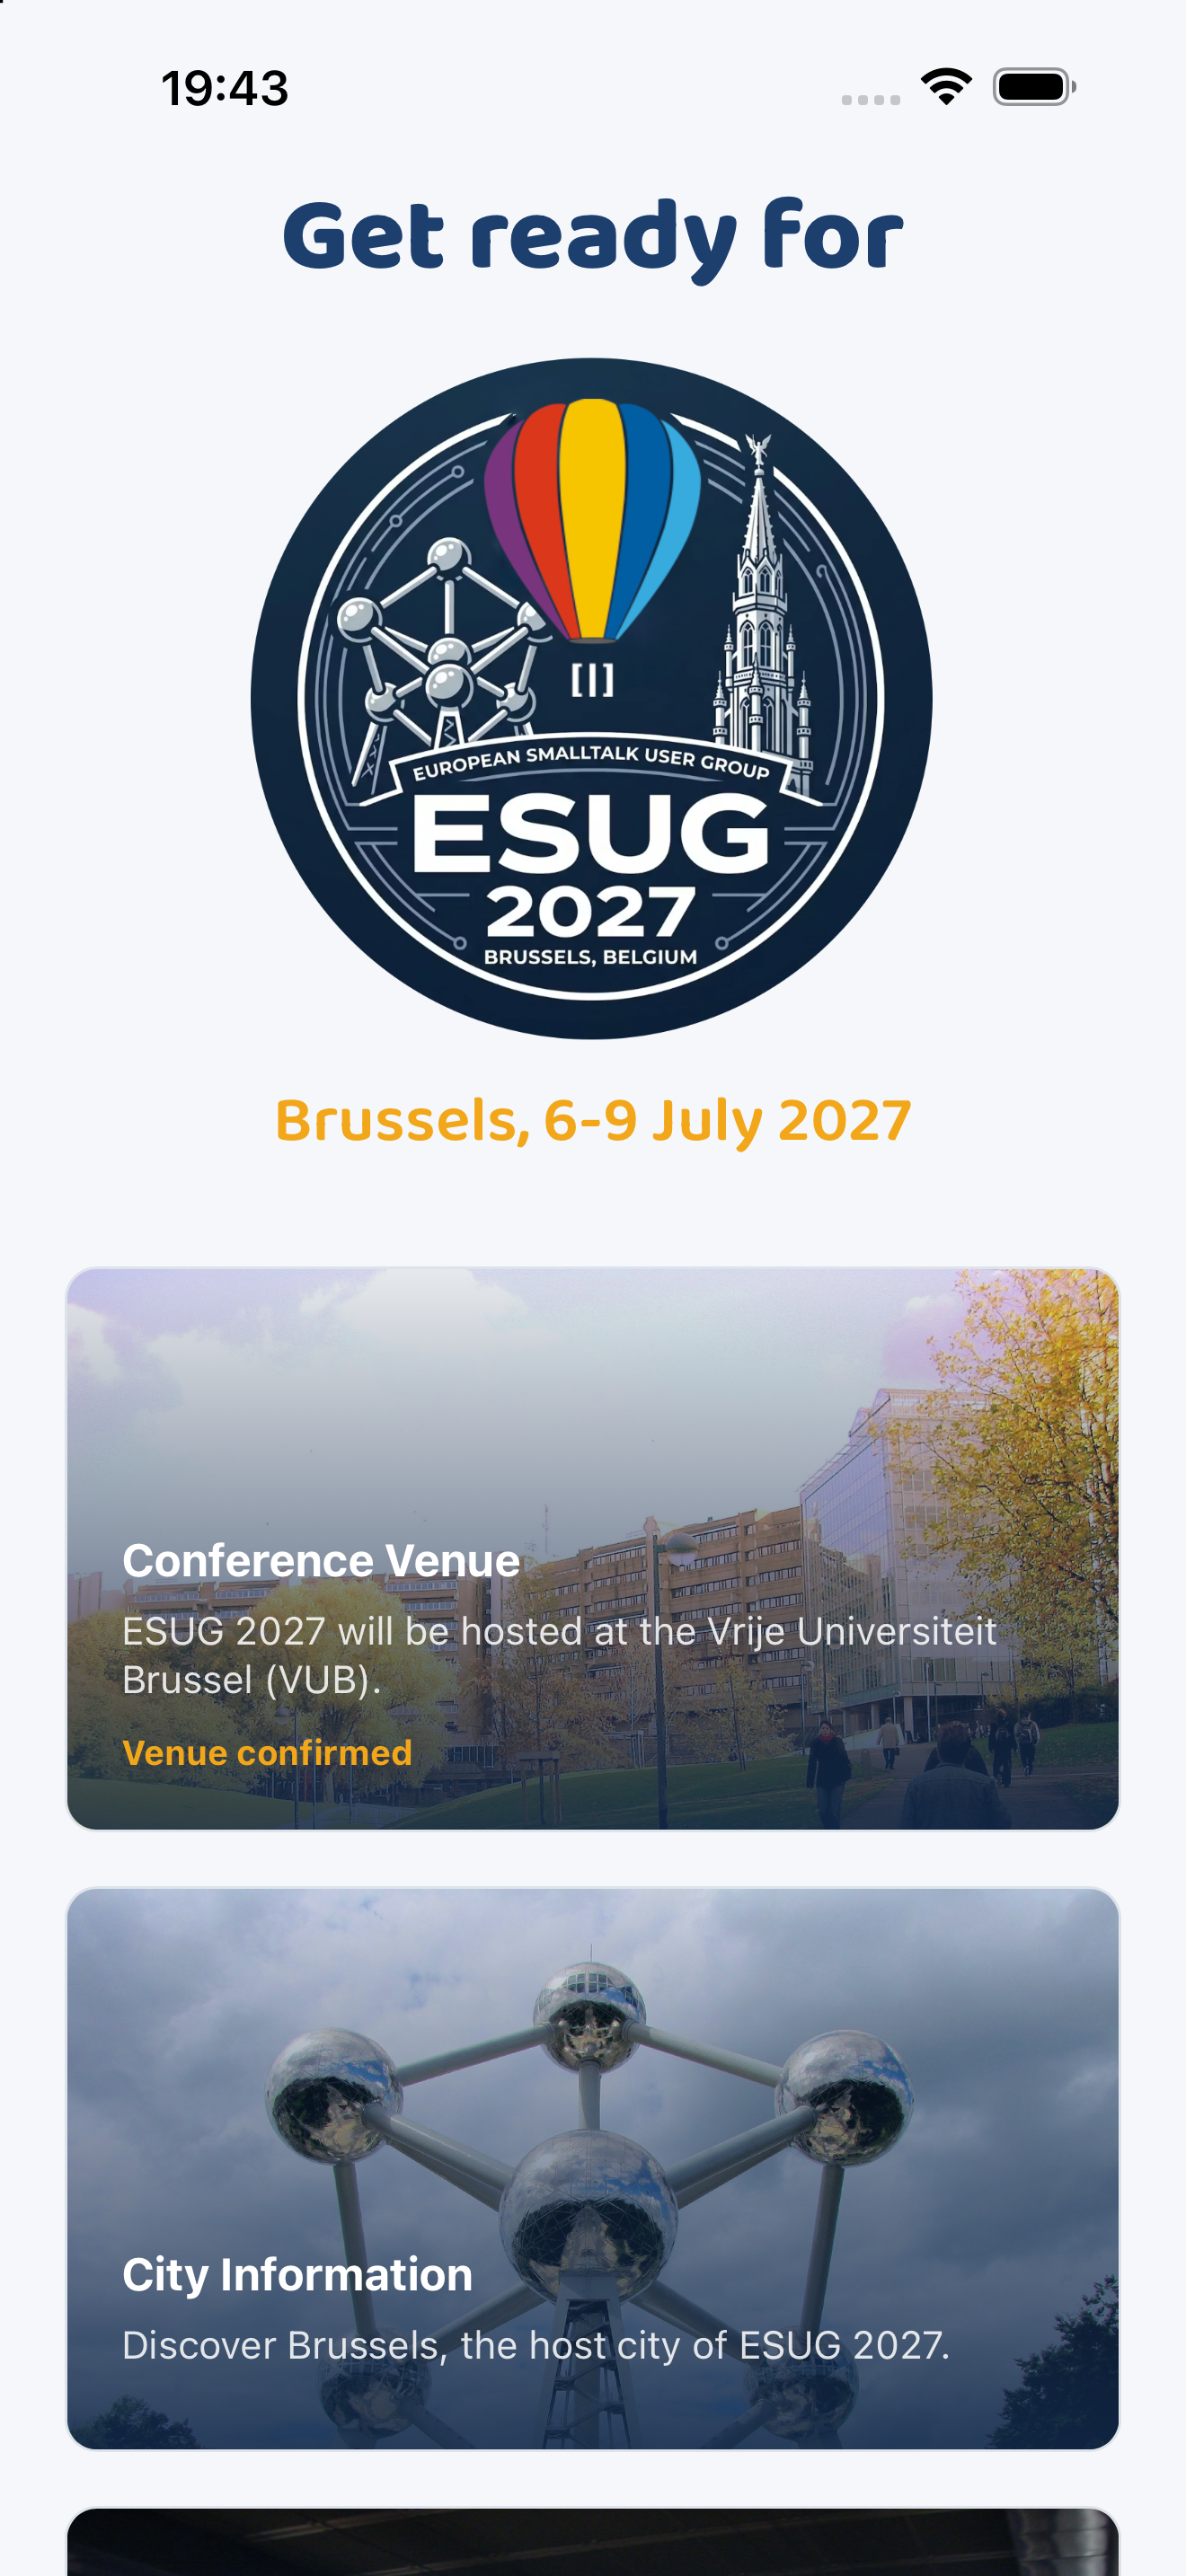 19:43
Get ready for
[|]
EUROPEAN SMALLTALK USER GROUP
ESUG
2027
BRUSSELS, BELGIUM
Brussels, 6-9 July 2027
Conference Venue
ESUG 2027 will be hosted at the Vrije Universiteit
Brussel (VUB).
Venue confirmed
City Information
Discover Brussels, the host city of ESUG 2027.